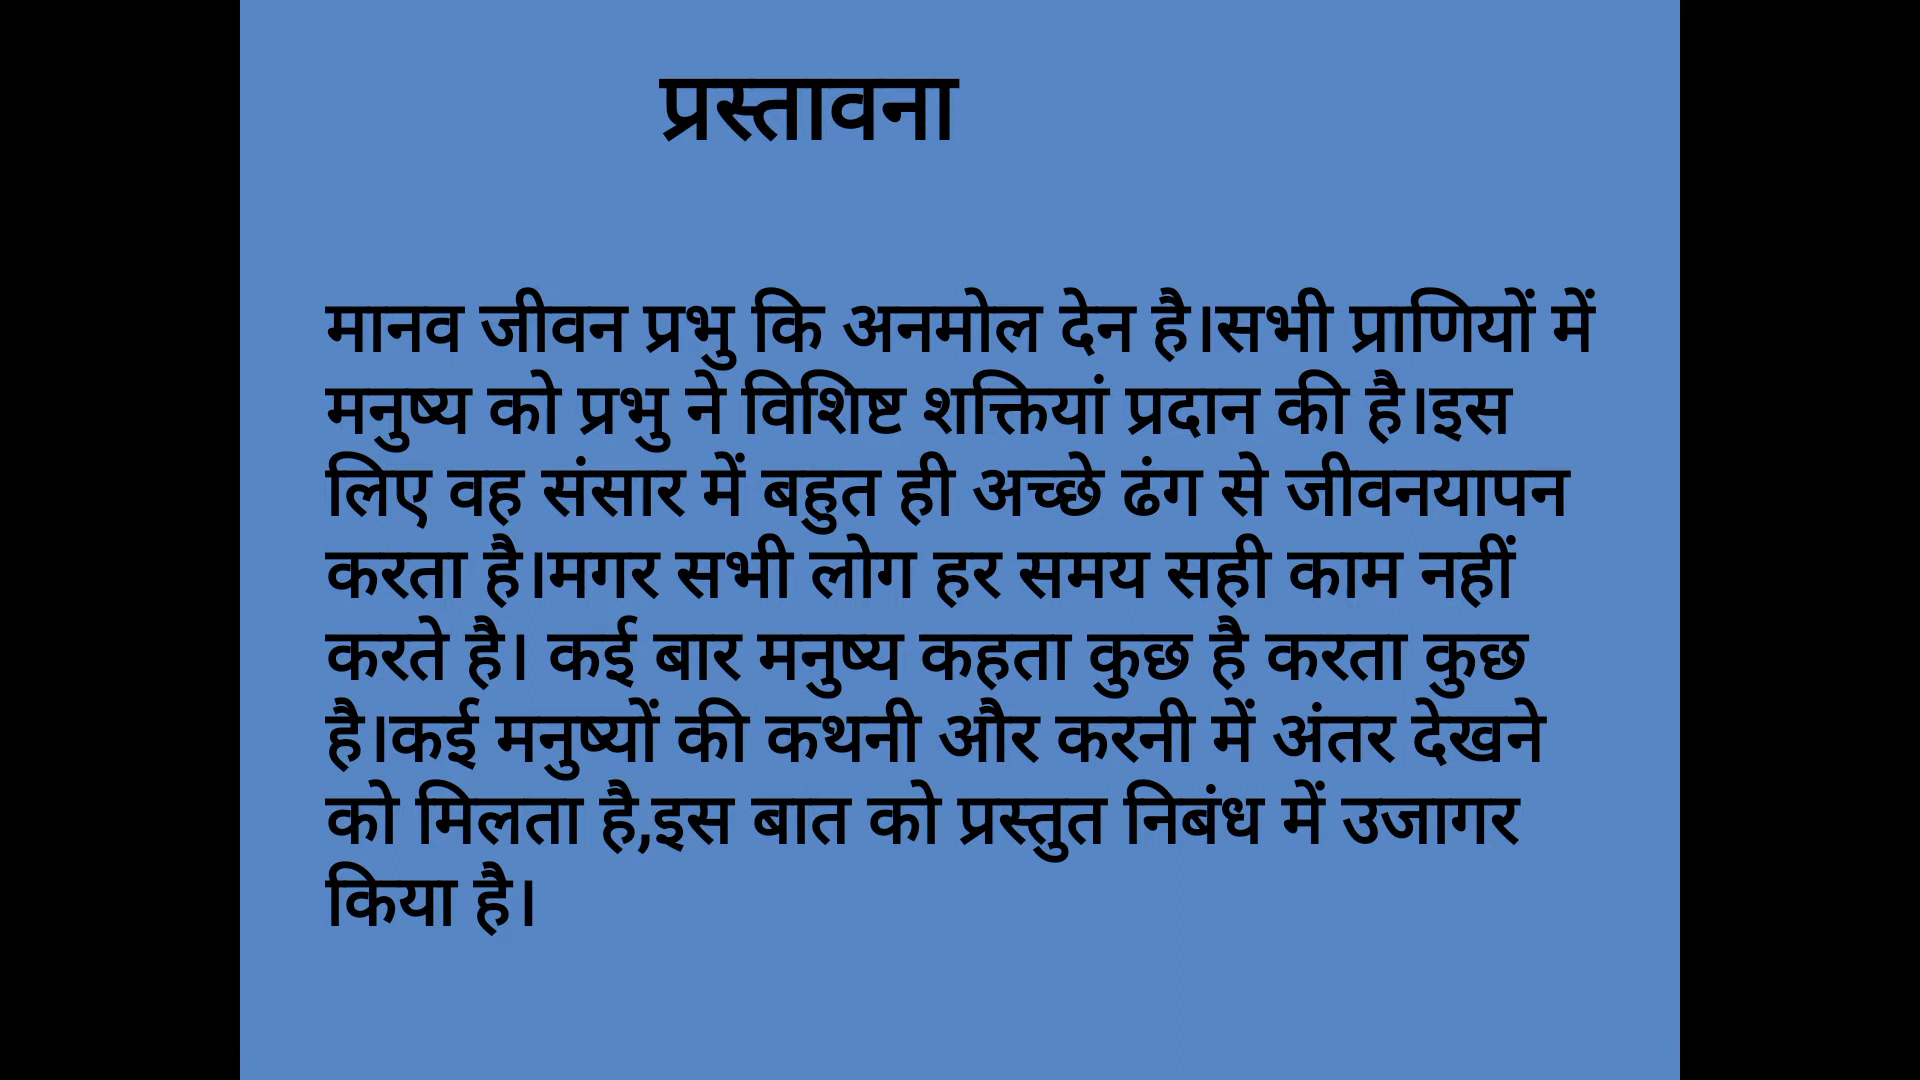 प्रस्तावना
मानव जीवन प्रभु कि अनमोल देन है।सभी प्राणियों में
मनुष्य को प्रभु ने विशिष्ट शक्तियां प्रदान की है।इस
लिए वह संसार में बहुत ही अच्छे ढंग से जीवनयापन
करता है।मगर सभी लोग हर समय सही काम नहीं
करते है। कई बार मनुष्य कहता कुछ है करता कुछ
है।कई मनुष्यों की कथनी और करनी में अंतर देखने
को मिलता है,इस बात को प्रस्तुत निबंध में उजागर
किया है।